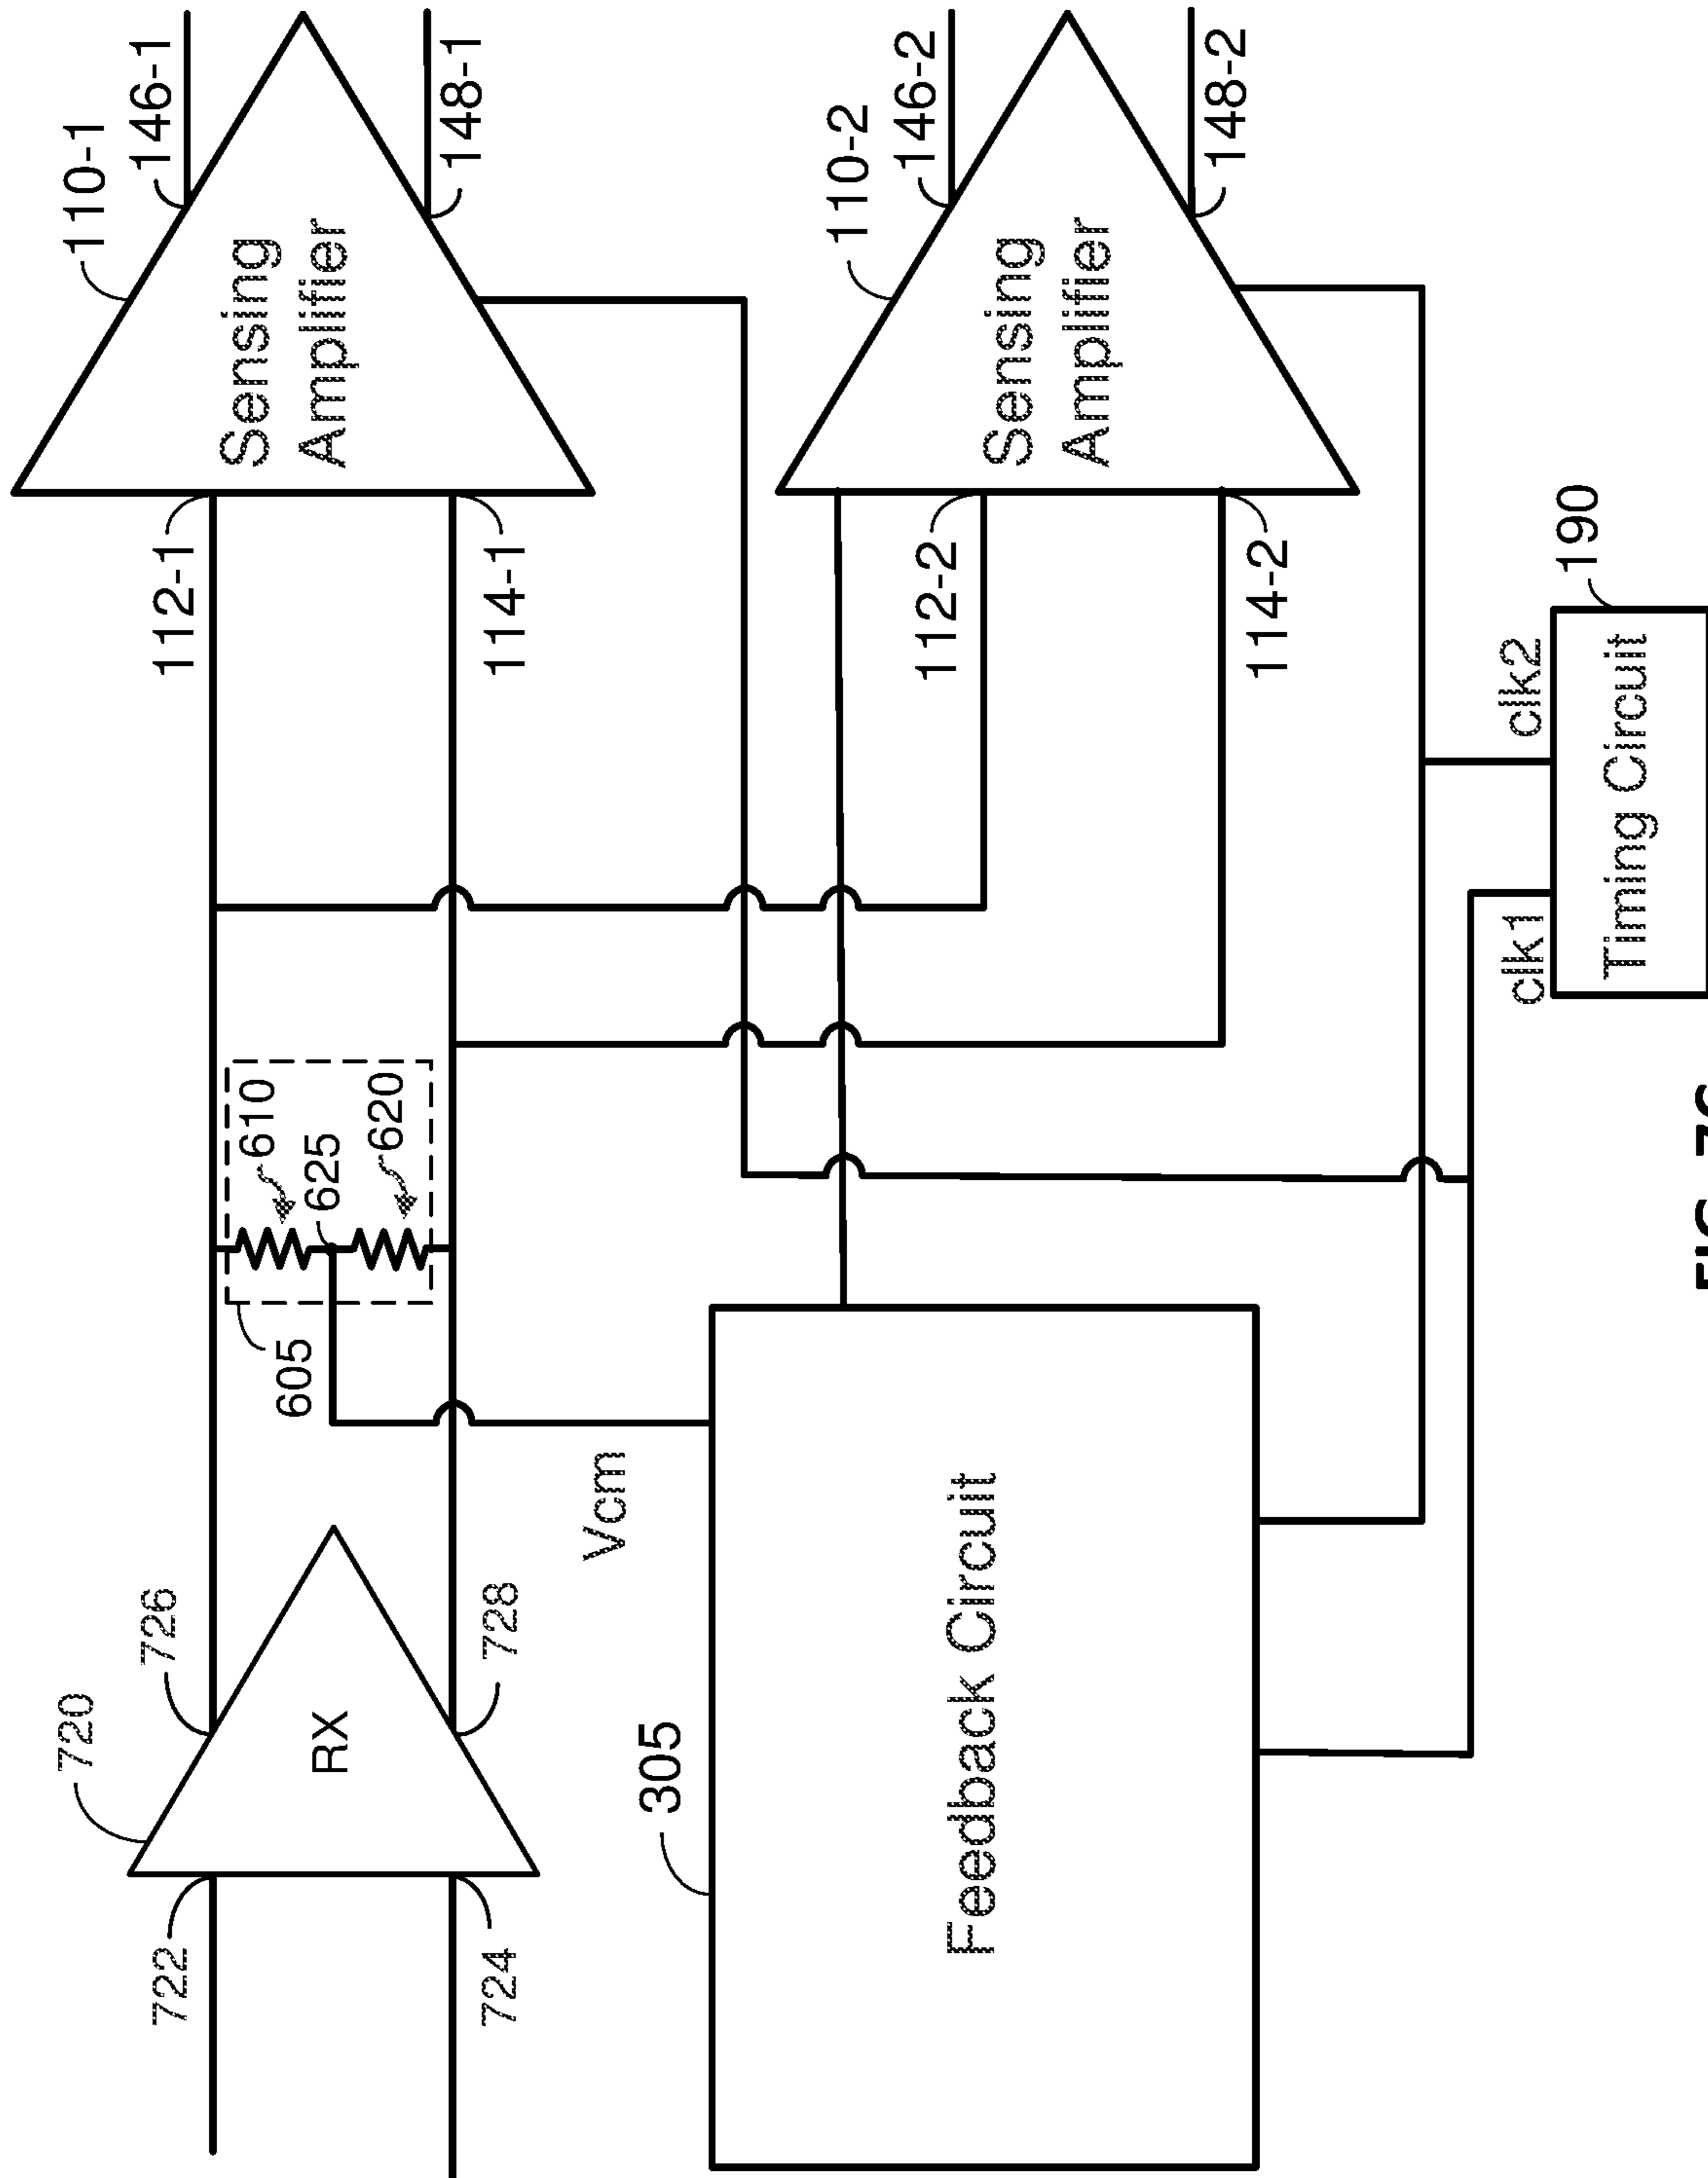 110-1
146-1
112-1
Sensing
Amplifier
148-1
114-1
720
726
722
RX
728
724
610
625
620
605
Vcm
305
Feedback Circuit
110-2
146-2
112-2
Sensing
Amplifier
148-2
114-2
clk1
clk2
190
Timing Circuit